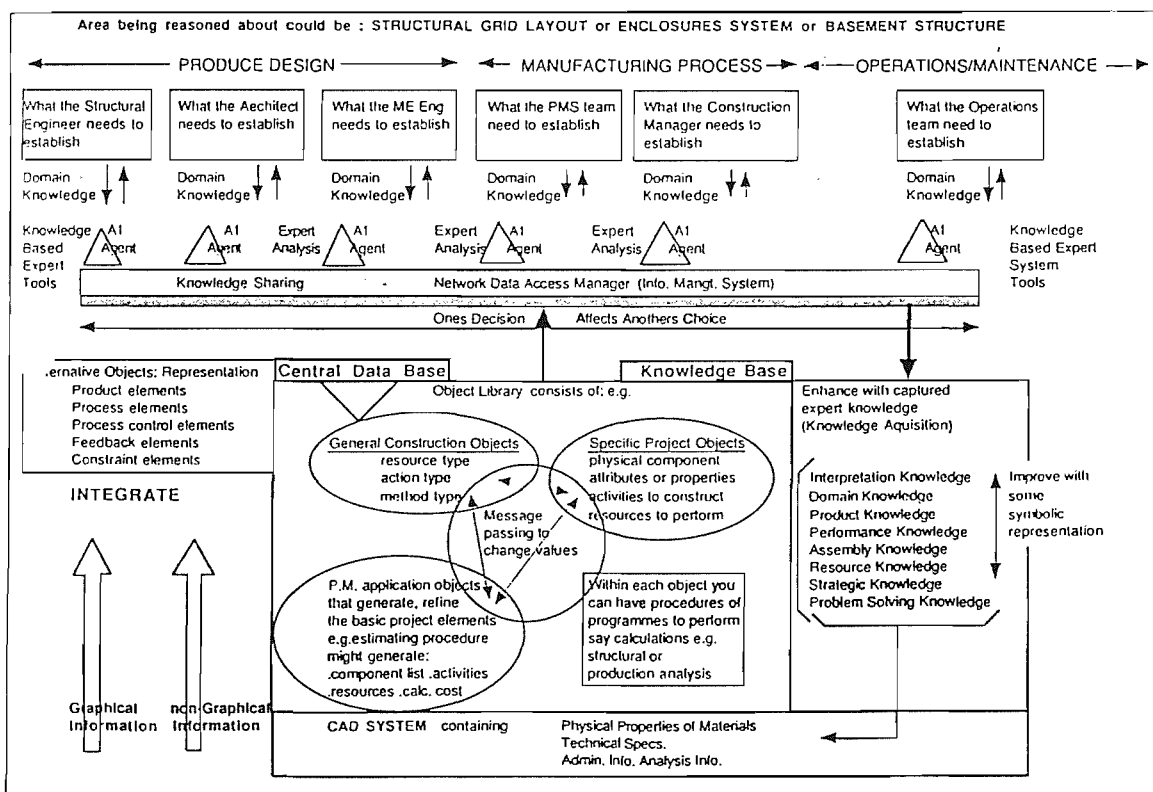 Area being reasoned about could be : STRUCTURAL GRID LAYOUT or ENCLOSURES SYSTEM or BASEMENT STRUCTURE
PRODUCE DESIGN
MANUFACTURING PROCESS
OPERATIONS/MAINTENANCE
What the Structural
Engineer needs to
establish
What the Aechitect
needs to establish
What the ME Eng
needs to establish
What the PMS team
need to establish
What the Construction
Manager needs to
establish
What the Operations
team need to
establish
Domain
Knowledge
Domain
Knowledge
Domain
Knowledge
Domain
Knowledge
Domain
Knowledge
Domain
Knowledge
Knowledge
Based
Expert
Tools
A1
Agent
A1
Agent
Expert
Analysis
A1
Agent
Expert
Analysis
A1
Agent
Expert
Analysis
A1
Agent
A1
Agent
Knowledge
Based Expert
System
Tools
Knowledge Sharing - Network Data Access Manager (Info. Mangt. System)
Ones Decision Affects Anothers Choice
.ernative Objects: Representation
Product elements
Process elements
Process control elements
Feedback elements
Constraint elements
INTEGRATE
Graphical
Information
non-Graphical
Information
Central Data Base
Knowledge Base
Object Library consists of; e.g.
General Construction Objects
resource type
action type
method type
Specific Project Objects
physical component
attributes or properties
activities to construct
resources to perform
Message
passing to
change values
P.M. application objects
that generate, refine
the basic project elements
e.g.estimating procedure
might generate:
.component list .activities
.resources .calc. cost
Within each object you
can have procedures of
programmes to perform
say calculations e.g.
structural or
production analysis
Enhance with captured
expert knowledge
(Knowledge Aquisition)
Interpretation Knowledge
Domain Knowledge
Product Knowledge
Performance Knowledge
Assembly Knowledge
Resource Knowledge
Strategic Knowledge
Problem Solving Knowledge
Improve with
some
symbolic
representation
CAD SYSTEM containing
Physical Properties of Materials
Technical Specs.
Admin. Info. Analysis Info.